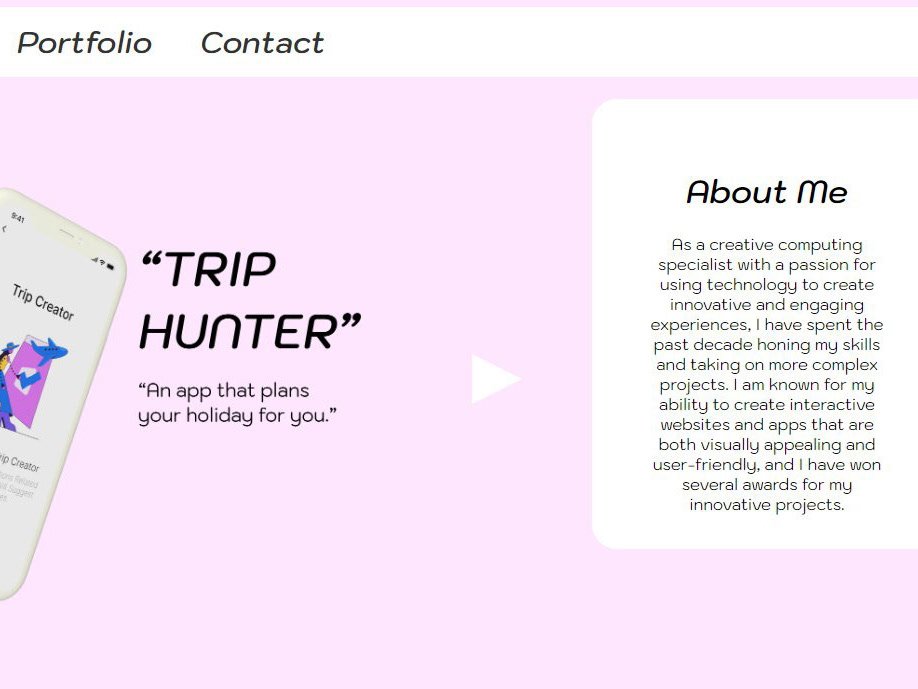 Portfolio Contact
9:41
Trip Creator
rip Creator
“TRIP
HUNTER”
“An app that plans
your holiday for you.”
About Me
As a creative computing
specialist with a passion for
using technology to create
innovative and engaging
experiences, I have spent the
past decade honing my skills
and taking on more complex
projects. I am known for my
ability to create interactive
websites and apps that are
both visually appealing and
user-friendly, and I have won
several awards for my
innovative projects.